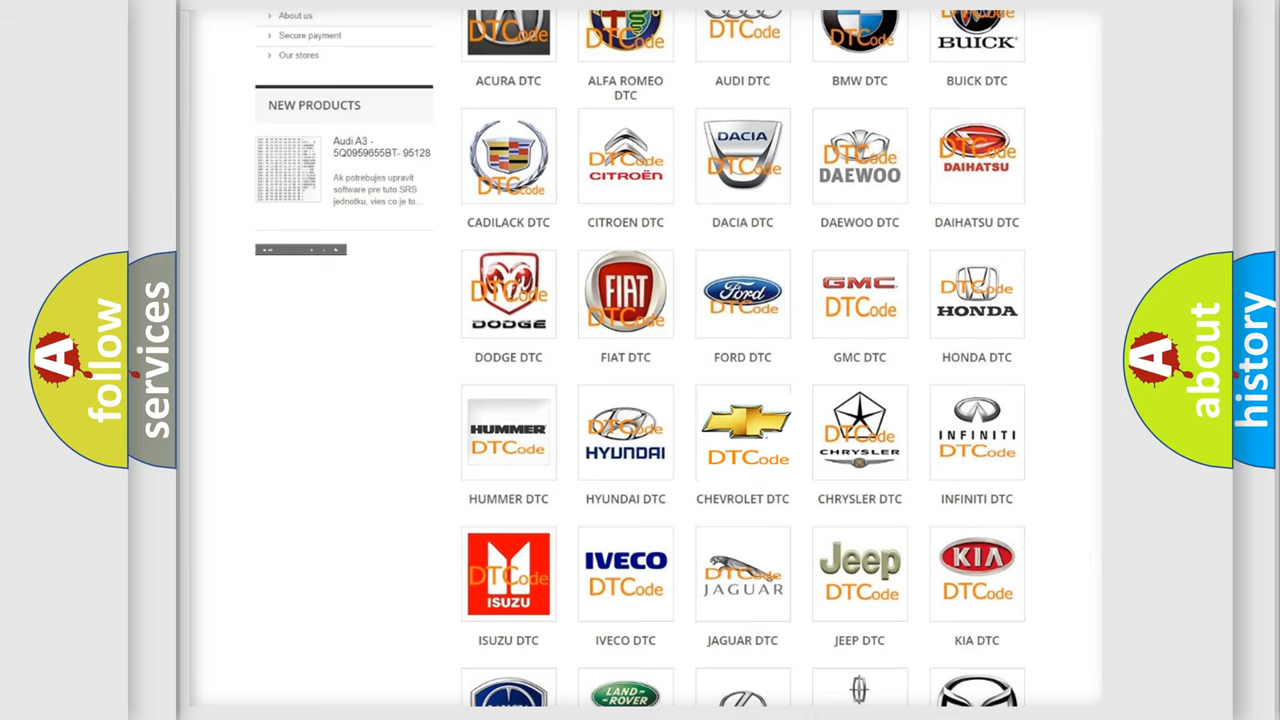 About us
Secure payment
Our stores
NEW PRODUCTS
Audi A3 -
5Q0959655BT- 95128
Ak potrebujes upravit
software pre tuto SRS
jednotku, vies co je to...
follow
services
A
DTCode
DTCode
DTCode
DTCode
BUICK
ACURA DTC
ALFA ROMEO
DTC
AUDI DTC
BMW DTC
BUICK DTC
DTCode
DTCode
CITROËN
DACIA
DTCode
DTCode
DAEWOO
DTCode
DAIHATSU
CADILACK DTC
CITROEN DTC
DACIA DTC
DAEWOO DTC
DAIHATSU DTC
DTCode
DODGE
FIAT
DTCode
Ford
DTCode
GMC
DTCode
DTCode
HONDA
DODGE DTC
FIAT DTC
FORD DTC
GMC DTC
HONDA DTC
HUMMER
DTCode
DTCode
HYUNDAI
DTCode
DTCode
CHRYSLER
INFINITI
DTCode
HUMMER DTC
HYUNDAI DTC
CHEVROLET DTC
CHRYSLER DTC
INFINITI DTC
DTCode
ISUZU
IVECO
DTCode
DTCode
JAGUAR
Jeep
DTCode
KIA
DTCode
ISUZU DTC
IVECO DTC
JAGUAR DTC
JEEP DTC
KIA DTC
LAND-
ROVER
A
about
history